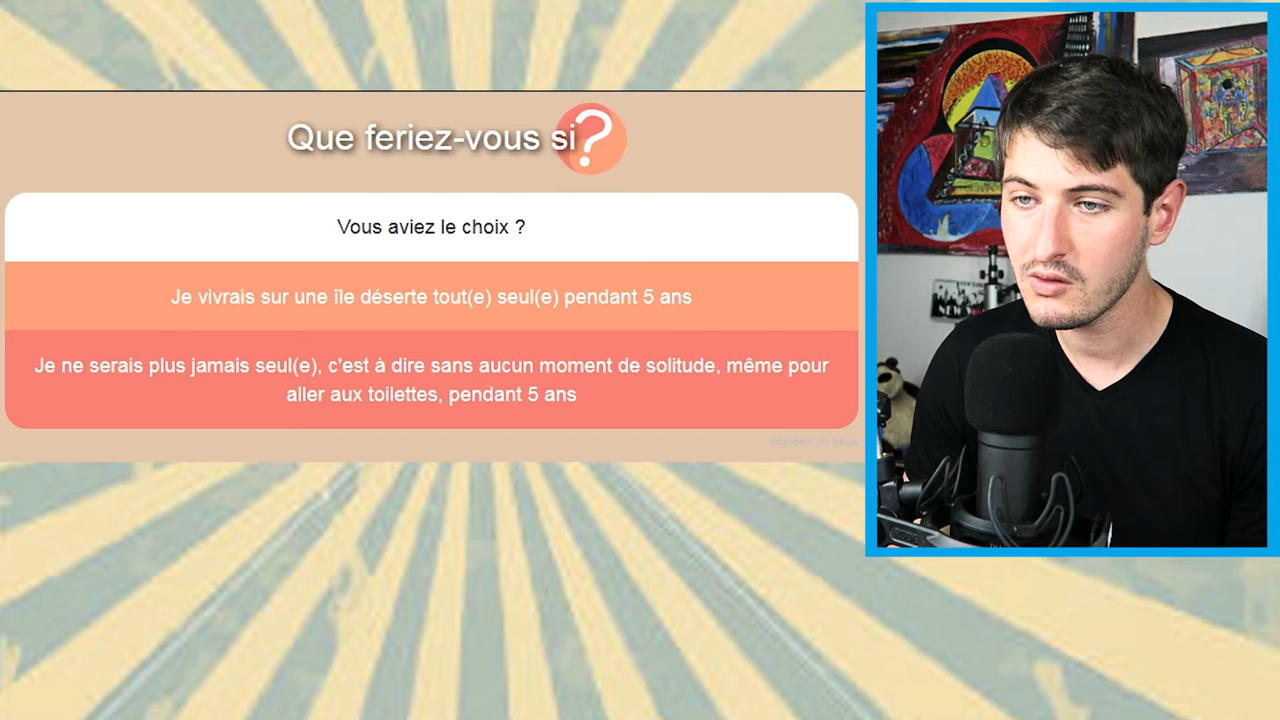 Que feriez-vous si?
Vous aviez le choix ?
Je vivrais sur une île déserte tout(e) seul(e) pendant 5 ans
Je ne serais plus jamais seul(e), c'est à dire sans aucun moment de solitude, même pour
aller aux toilettes, pendant 5 ans